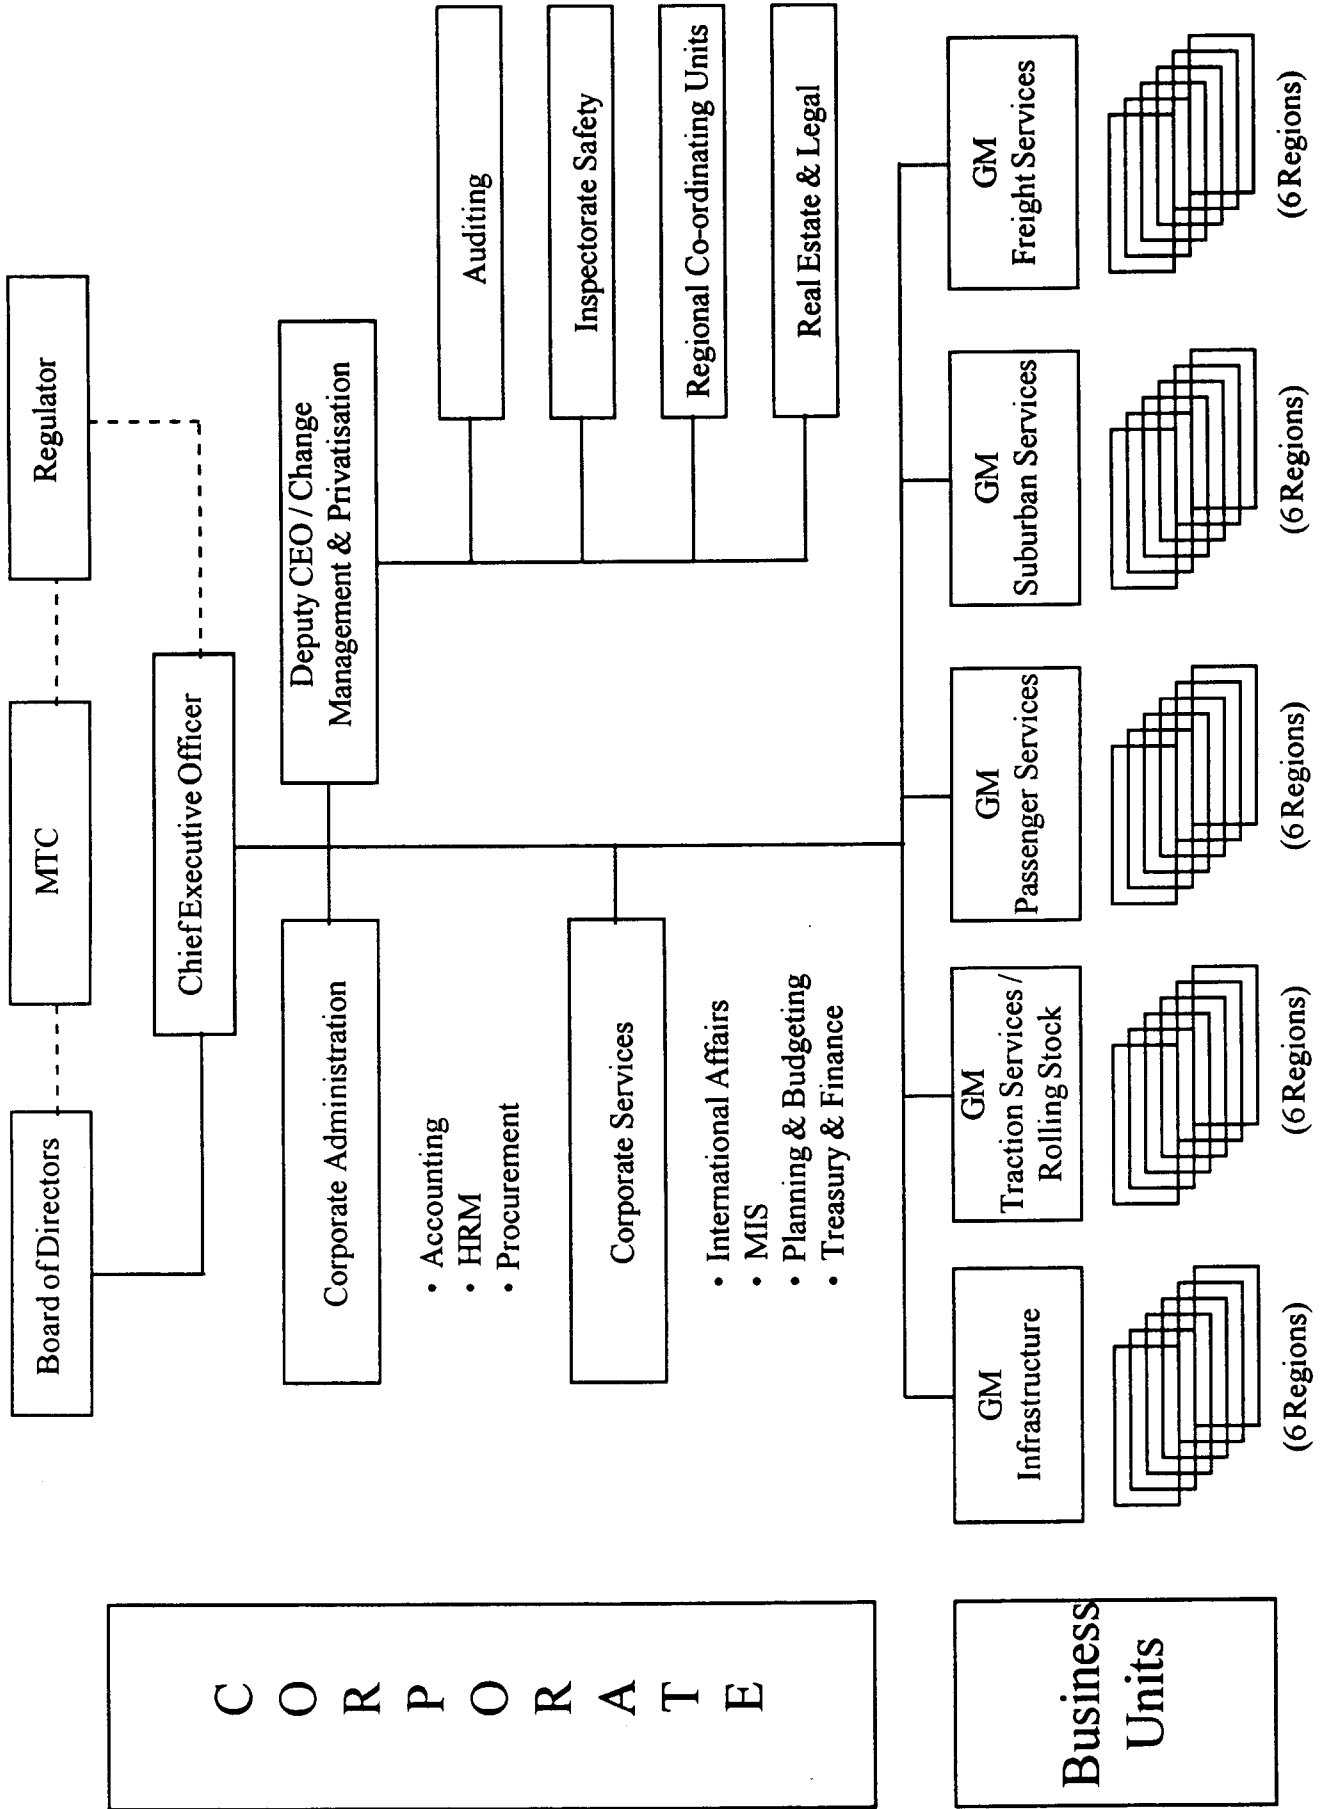 Board of Directors
MTC
Regulator
Chief Executive Officer
Corporate Administration
Deputy CEO / Change
Management & Privatisation
• Accounting
• HRM
• Procurement
Auditing
Inspectorate Safety
Corporate Services
Regional Co-ordinating Units
• International Affairs
• MIS
• Planning & Budgeting
• Treasury & Finance
Real Estate & Legal
C
O
R
P
O
R
A
T
E
Business
Units
GM
Infrastructure
(6 Regions)
GM
Traction Services /
Rolling Stock
(6 Regions)
GM
Passenger Services
(6 Regions)
GM
Suburban Services
(6 Regions)
GM
Freight Services
(6 Regions)